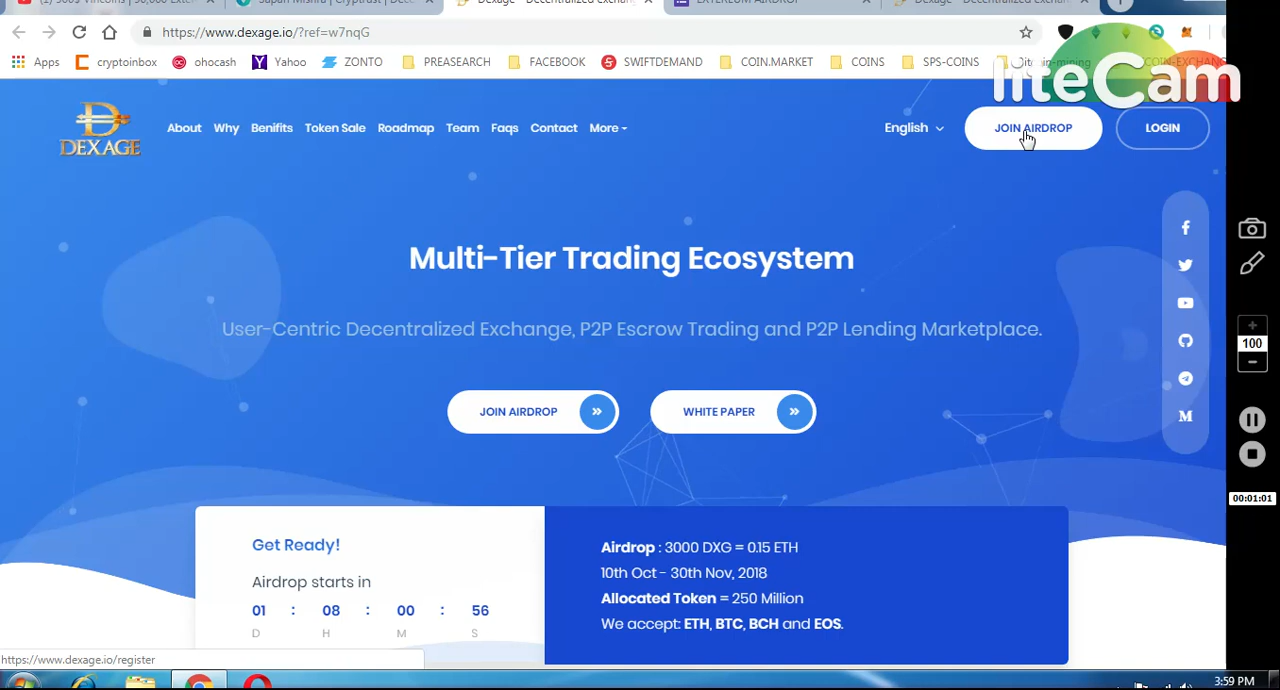 https://www.dexage.io/?ref=w7nqG
Apps cryptoinbox ohocash Yahoo ZONTO PREASEARCH FACEBOOK SWIFTDEMAND COIN.MARKET COINS SPS-COINS
liteCam
DEXAGE
About Why Benifits Token Sale Roadmap Team Faqs Contact More English JOIN AIRDROP LOGIN
Multi-Tier Trading Ecosystem
User-Centric Decentralized Exchange, P2P Escrow Trading and P2P Lending Marketplace.
100
JOIN AIRDROP WHITE PAPER
00:01:01
Get Ready!
Airdrop starts in
01 : 08 : 00 : 56
D H M S
Airdrop : 3000 DXG = 0.15 ETH
10th Oct - 30th Nov, 2018
Allocated Token = 250 Million
We accept: ETH, BTC, BCH and EOS.
https://www.dexage.io/register
3:59 PM